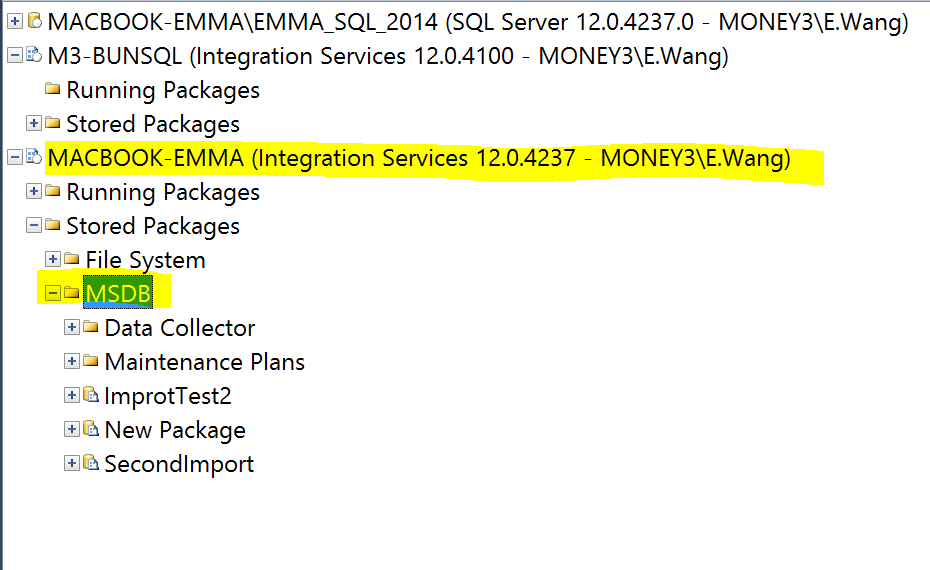 MACBOOK-EMMA\EMMA_SQL_2014 (SQL Server 12.0.4237.0 - MONEY3\E.Wang)
M3-BUNSQL (Integration Services 12.0.4100 - MONEY3\E.Wang)
Running Packages
Stored Packages
MACBOOK-EMMA (Integration Services 12.0.4237 - MONEY3\E.Wang)
Running Packages
Stored Packages
File System
MSDB
Data Collector
Maintenance Plans
ImprotTest2
New Package
SecondImport